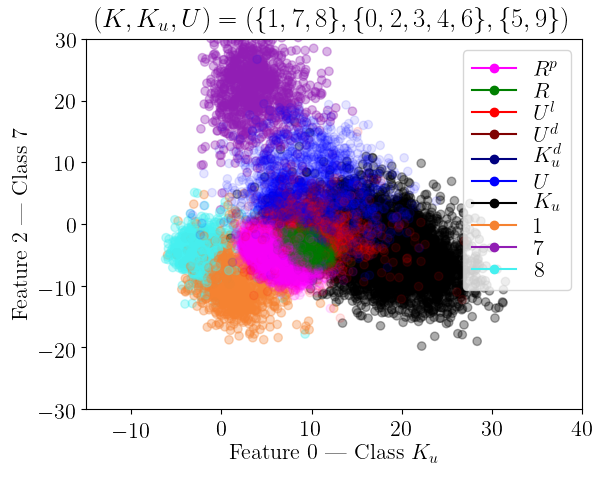 (K, K_u, U) = ({1, 7, 8}, {0, 2, 3, 4, 6}, {5, 9})
30
20
10
0
−10
−20
−30
Feature 2 — Class 7
R^p
R
U^l
U^d
K_u^d
U
K_u
1
7
8
−10
0
10
20
30
40
Feature 0 — Class K_u